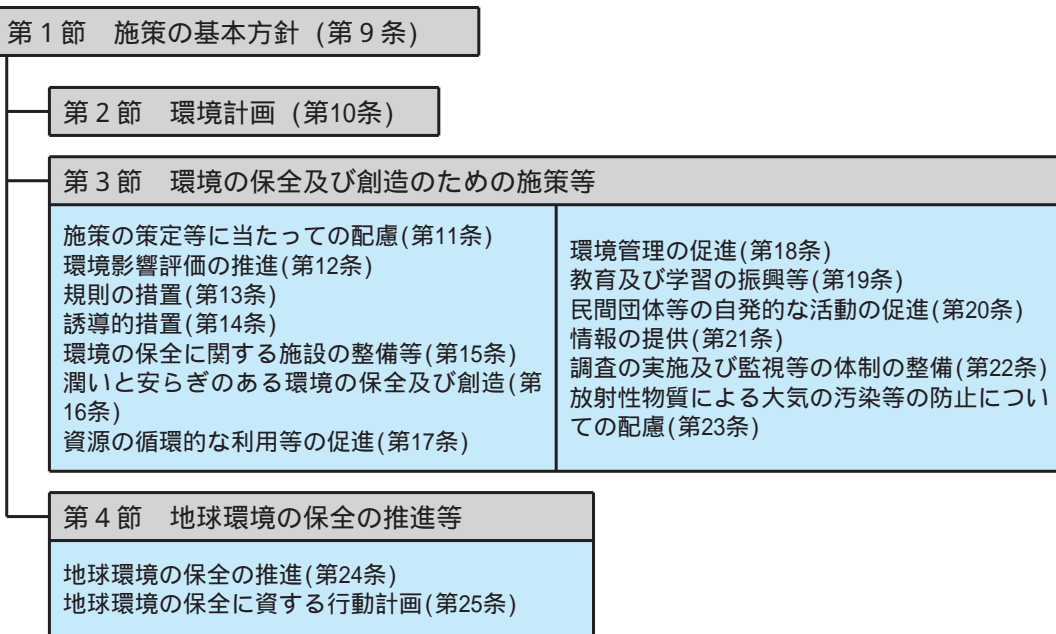 第1節　施策の基本方針 (第9条)
第2節　環境計画 (第10条)
第3節　環境の保全及び創造のための施策等
施策の策定等に当たっての配慮(第11条)
環境影響評価の推進(第12条)
規則の措置(第13条)
誘導的措置(第14条)
環境の保全に関する施設の整備等(第15条)
潤いと安らぎのある環境の保全及び創造(第
16条)
資源の循環的な利用等の促進(第17条)
環境管理の促進(第18条)
教育及び学習の振興等(第19条)
民間団体等の自発的な活動の促進(第20条)
情報の提供(第21条)
調査の実施及び監視等の体制の整備(第22条)
放射性物質による大気の汚染等の防止につい
ての配慮(第23条)
第4節　地球環境の保全の推進等
地球環境の保全の推進(第24条)
地球環境の保全に資する行動計画(第25条)